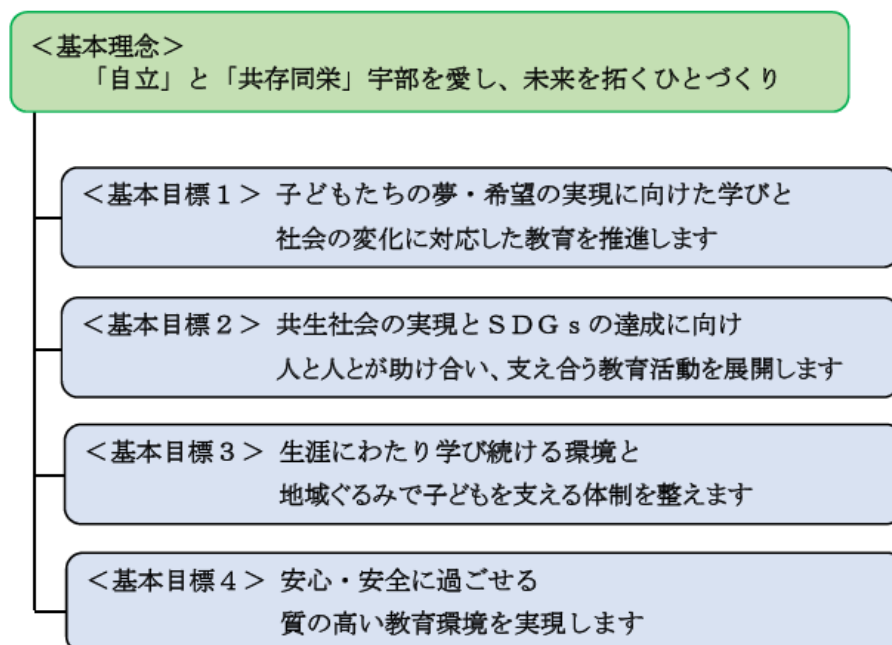 ＜基本理念＞
「自立」と「共存同栄」宇部を愛し、未来を拓くひとづくり
＜基本目標１＞ 子どもたちの夢・希望の実現に向けた学びと
社会の変化に対応した教育を推進します
＜基本目標２＞ 共生社会の実現とＳＤＧｓの達成に向け
人と人とが助け合い、支え合う教育活動を展開します
＜基本目標３＞ 生涯にわたり学び続ける環境と
地域ぐるみで子どもを支える体制を整えます
＜基本目標４＞ 安心・安全に過ごせる
質の高い教育環境を実現します